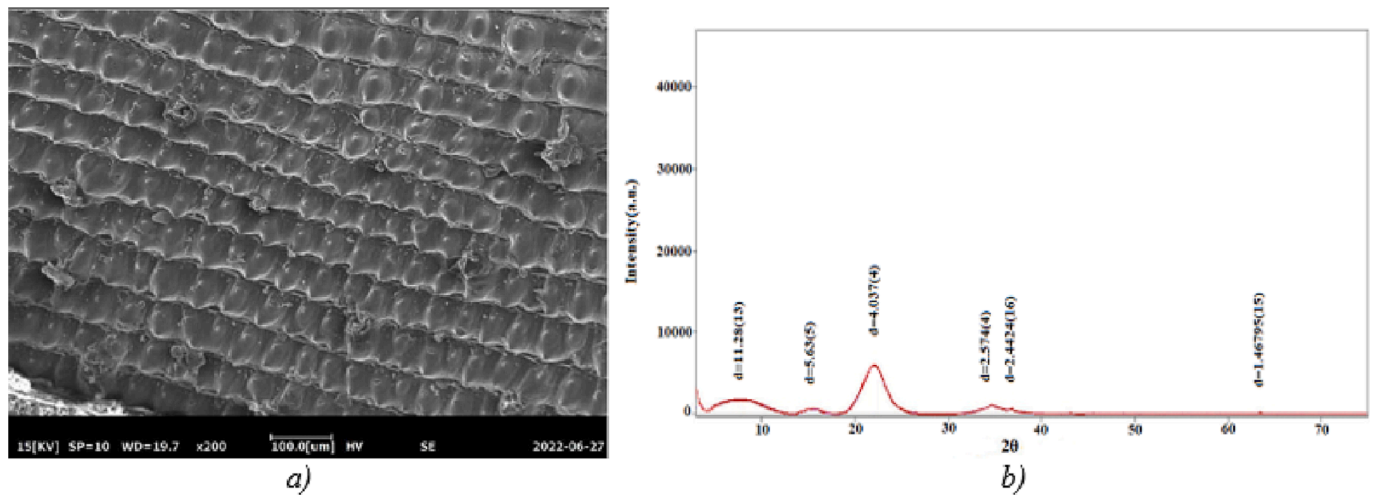 15[KV] SP=10 WD=19.7 x200 100.0[um] HV SE 2022-06-27
a)
Intensity(a.u.)
40000
30000
20000
10000
0
d=11.28(13)
d=5.63(5)
d=4.037(4)
d=2.574(4)
d=2.4424(16)
d=1.46795(15)
10 20 30 40 50 60 70
2θ
b)